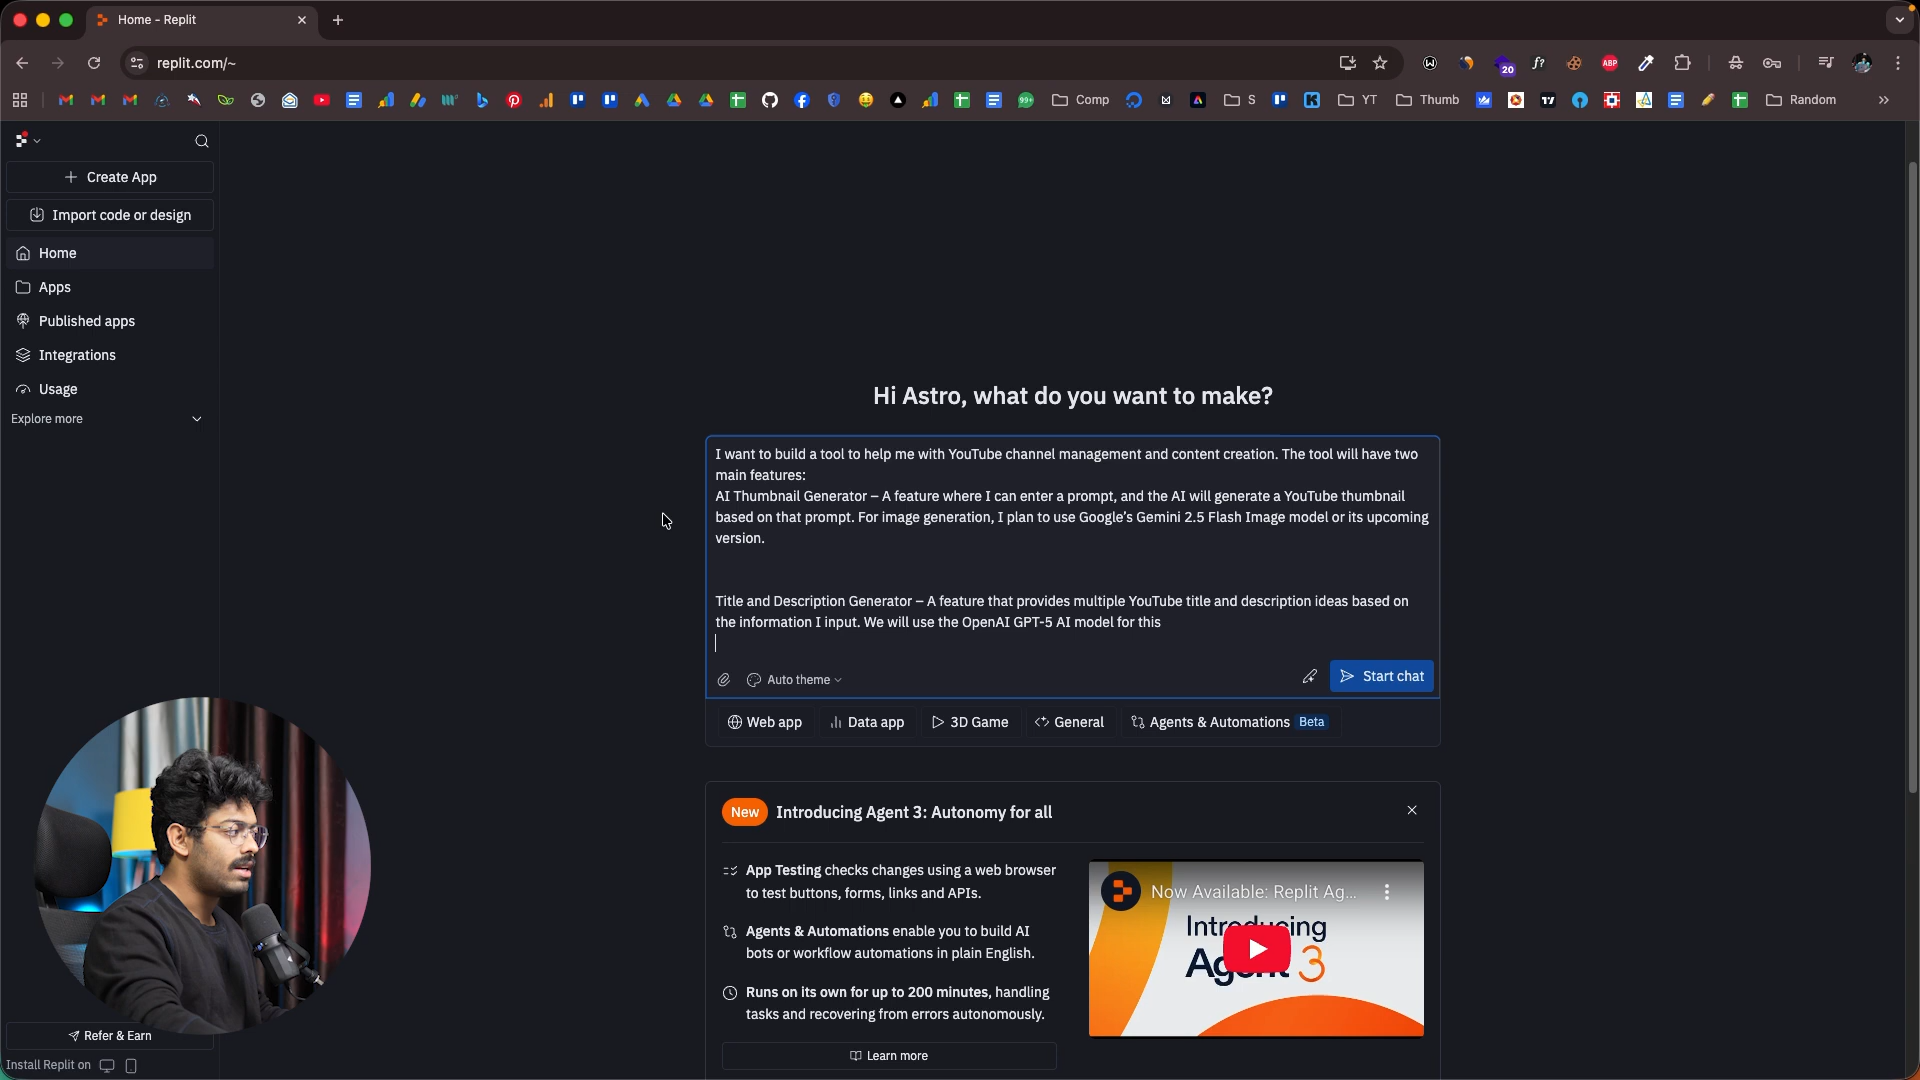 Home - Replit
replit.com/~
20
f?
ABP
99+
Comp
S
YT
Thumb
Random
Create App
Import code or design
Home
Apps
Published apps
Integrations
Usage
Explore more
Hi Astro, what do you want to make?
I want to build a tool to help me with YouTube channel management and content creation. The tool will have two
main features:
AI Thumbnail Generator – A feature where I can enter a prompt, and the AI will generate a YouTube thumbnail
based on that prompt. For image generation, I plan to use Google’s Gemini 2.5 Flash Image model or its upcoming
version.
Title and Description Generator – A feature that provides multiple YouTube title and description ideas based on
the information I input. We will use the OpenAI GPT-5 AI model for this
Auto theme
Start chat
Web app
Data app
3D Game
General
Agents & Automations Beta
New Introducing Agent 3: Autonomy for all
App Testing checks changes using a web browser
to test buttons, forms, links and APIs.
Agents & Automations enable you to build AI
bots or workflow automations in plain English.
Runs on its own for up to 200 minutes, handling
tasks and recovering from errors autonomously.
Learn more
Now Available: Replit Ag...
Introducing
Agent 3
Refer & Earn
Install Replit on